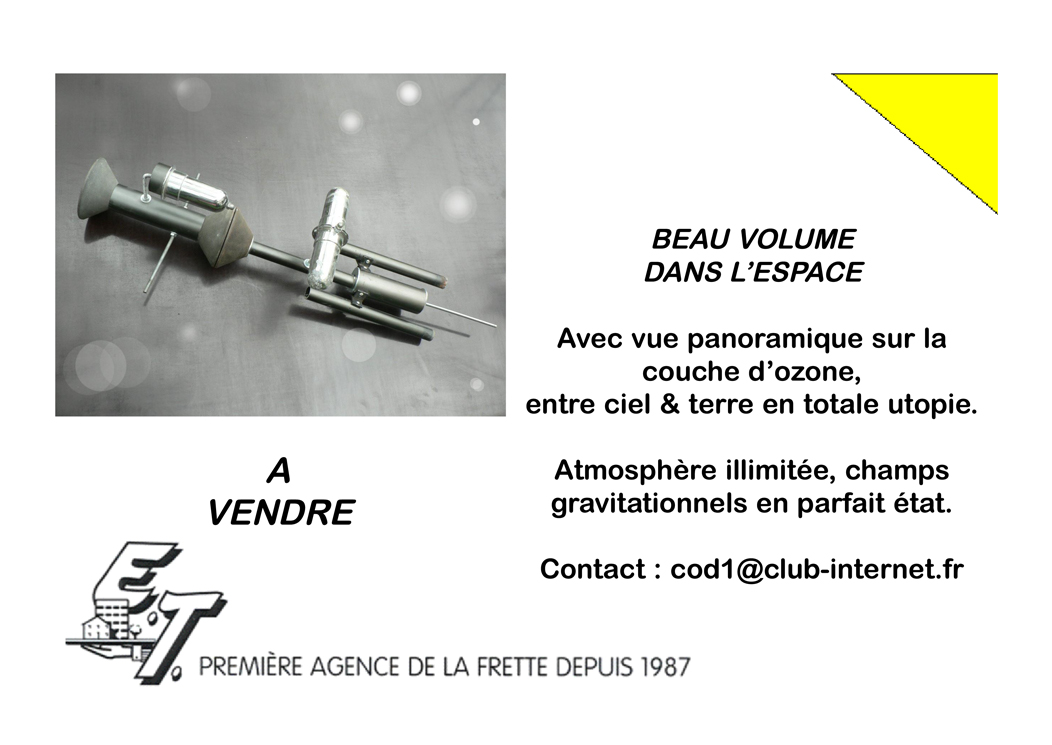 BEAU VOLUME
DANS L’ESPACE
Avec vue panoramique sur la
couche d’ozone,
entre ciel & terre en totale utopie.
Atmosphère illimitée, champs
gravitationnels en parfait état.
Contact : cod1@club-internet.fr
A
VENDRE
E.T.
PREMIÈRE AGENCE DE LA FRETTE DEPUIS 1987